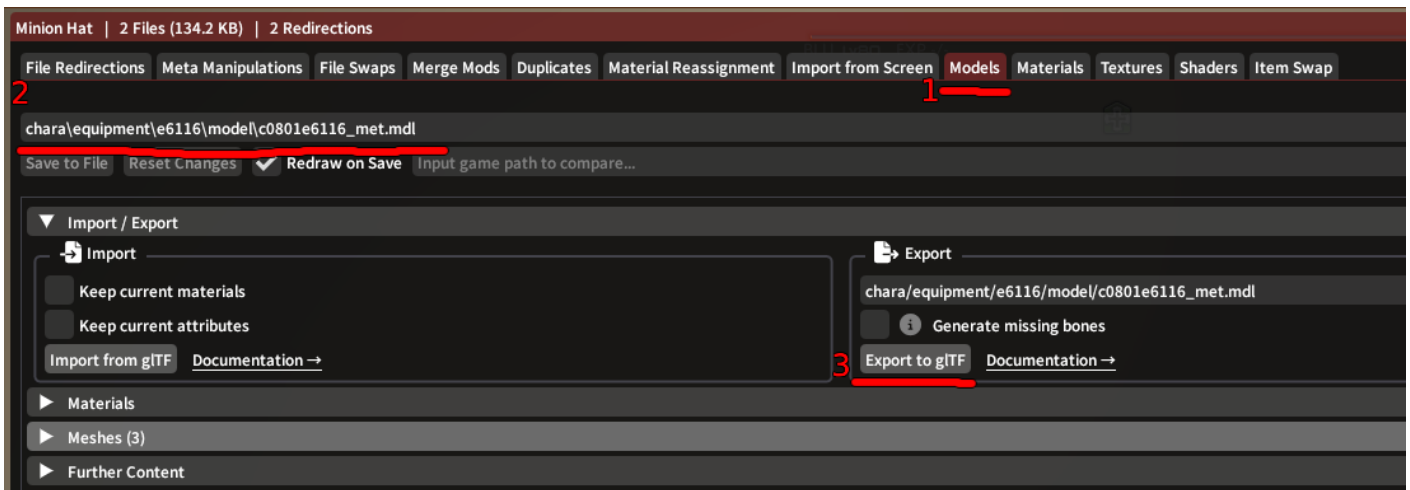 Minion Hat | 2 Files (134.2 KB) | 2 Redirections
File Redirections Meta Manipulations File Swaps Merge Mods Duplicates Material Reassignment Import from Screen Models Materials Textures Shaders Item Swap
2 1
chara\equipment\e6116\model\c0801e6116_met.mdl
Save to File Reset Changes Redraw on Save Input game path to compare...
Import / Export
Import Export
Keep current materials chara/equipment/e6116/model/c0801e6116_met.mdl
Keep current attributes Generate missing bones
Import from glTF Documentation → 3 Export to glTF Documentation →
Materials
Meshes (3)
Further Content